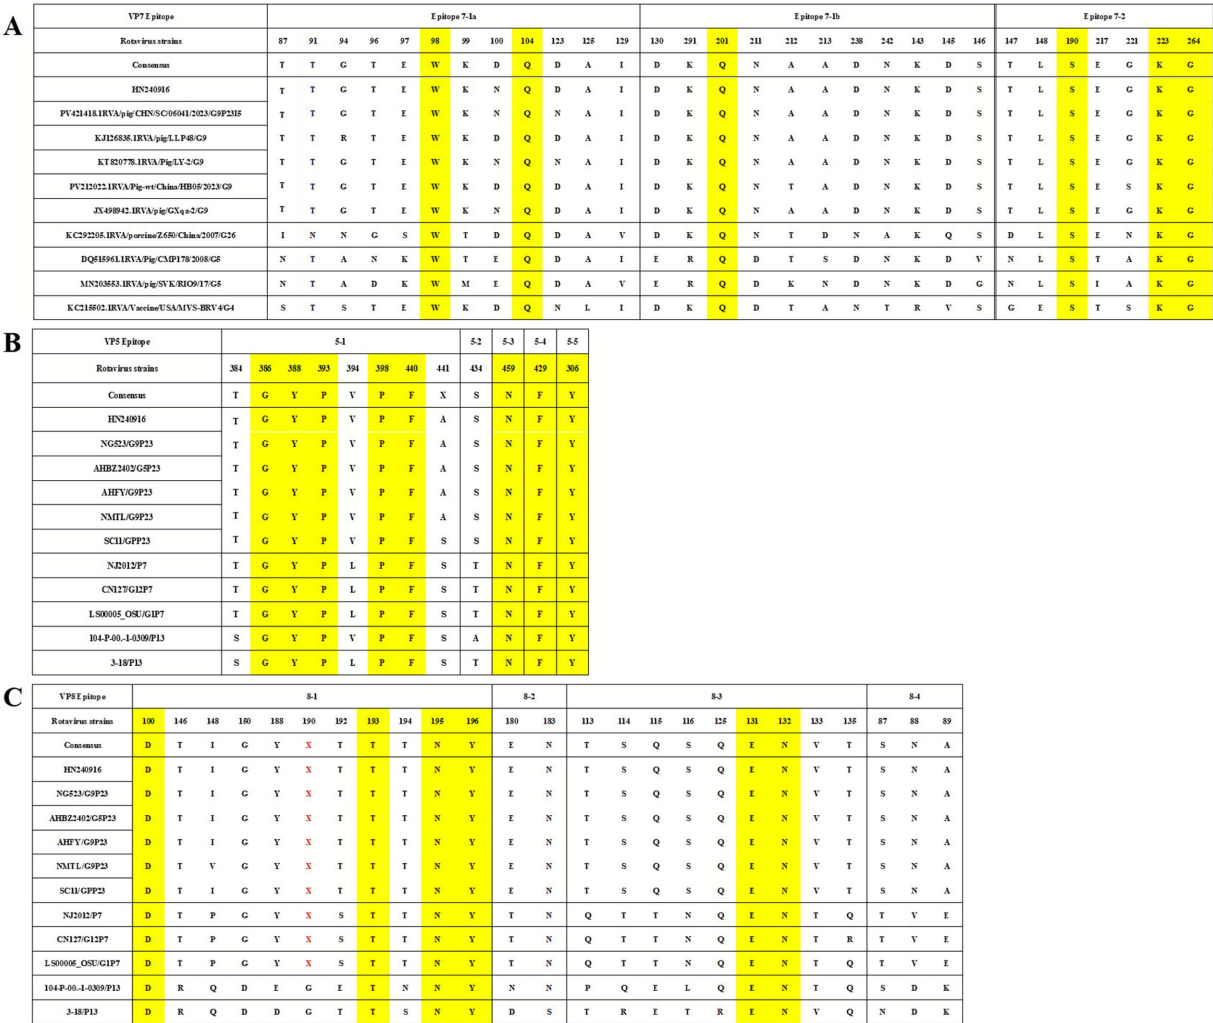 A
VP7 Epitope Epitope 7-1a Epitope 7-1b Epitope 7-2
Rotavirus strains 87 91 94 96 97 98 99 100 104 123 125 129 130 291 201 211 212 213 238 242 143 145 146 147 148 190 217 221 223 264
Consensus T T G T E W K D Q D A I D K Q N A A D N K D S T L S E G K G
HN240916 T T G T E W K N Q D A I D K Q N A A D N K D S T L S E G K G
PV421418.1RVA/pig/CHN/SC/06041/2023/G9P23I5 T T G T E W K N Q D A I D K Q N A A D N K D S T L S E G K G
KJ126835.1RVA/pig/LLP48/G9 T T R T E W K D Q D A I D K Q N A A D N K D S T L S E G K G
KT820778.1RVA/Pig/LY-2/G9 T T G T E W K D Q N A I D K Q N A A D N K D S T L S E G K G
PV212022.1RVA/Pig-wt/China/HB05/2023/G9 T T G T E W K D Q D A I D K Q N T A D N K D S T L S E S K G
JX498942.1RVA/pig/GXqz-2/G9 T T G T E W K N Q D A I D K Q N A A D N K D S T L S E G K G
KC292205.1RVA/porcine/Z650/China/2007/G26 I N N G S W T D Q D A V D K Q N T D N A K Q S D L S E N K G
DQ515961.1RVA/Pig/CMP178/2008/G5 N T A N K W T E Q D A I E R Q D T S D N K D V N L S T A K G
MN203553.1RVA/pig/SVK/RIO9/17/G5 N T A D K W M E Q D A V E R Q D K N D N K D G N L S I A K G
KC215502.1RVA/Vaccine/USA/MVS-BRV4/G4 S T S T E W K D Q N L I D K Q D T A N T R V S G E S T S K G
B
VP5 Epitope 5-1 5-2 5-3 5-4 5-5
Rotavirus strains 384 386 388 393 394 398 440 441 434 459 429 306
Consensus T G Y P V P F X S N F Y
HN240916 T G Y P V P F A S N F Y
NG523/G9P23 T G Y P V P F A S N F Y
AHBZ2402/G5P23 T G Y P V P F A S N F Y
AHFY/G9P23 T G Y P V P F A S N F Y
NMTL/G9P23 T G Y P V P F A S N F Y
SC11/GPP23 T G Y P V P F S S N F Y
NJ2012/P7 T G Y P L P F S T N F Y
CN127/G12P7 T G Y P L P F S T N F Y
LS00005_OSU/G1P7 T G Y P L P F S T N F Y
104-P-00.-1-0309/P13 S G Y P V P F S A N F Y
3-18/P13 S G Y P L P F S T N F Y
C
VP8 Epitope 8-1 8-2 8-3 8-4
Rotavirus strains 100 146 148 150 188 190 192 193 194 195 196 180 183 113 114 115 116 125 131 132 133 135 87 88 89
Consensus D T I G Y X T T T N Y E N T S Q S Q E N V T S N A
HN240916 D T I G Y X T T T N Y E N T S Q S Q E N V T S N A
NG523/G9P23 D T I G Y X T T T N Y E N T S Q S Q E N V T S N A
AHBZ2402/G5P23 D T I G Y X T T T N Y E N T S Q S Q E N V T S N A
AHFY/G9P23 D T I G Y X T T T N Y E N T S Q S Q E N V T S N A
NMTL/G9P23 D T V G Y X T T T N Y E N T S Q S Q E N V T S N A
SC11/GPP23 D T I G Y X T T T N Y E N T S Q S Q E N V T S N A
NJ2012/P7 D T P G Y X S T T N Y T N Q T T N Q E N T Q T V E
CN127/G12P7 D T P G Y X S T T N Y T N Q T T N Q E N T R T V E
LS00005_OSU/G1P7 D T P G Y X S T T N Y T N Q T T N Q E N T Q T V E
104-P-00.-1-0309/P13 D R Q D E G E T N N Y N N P Q E L Q E N T Q S D K
3-18/P13 D R Q D D G T T S N Y D S T R E T R E N V Q N D K